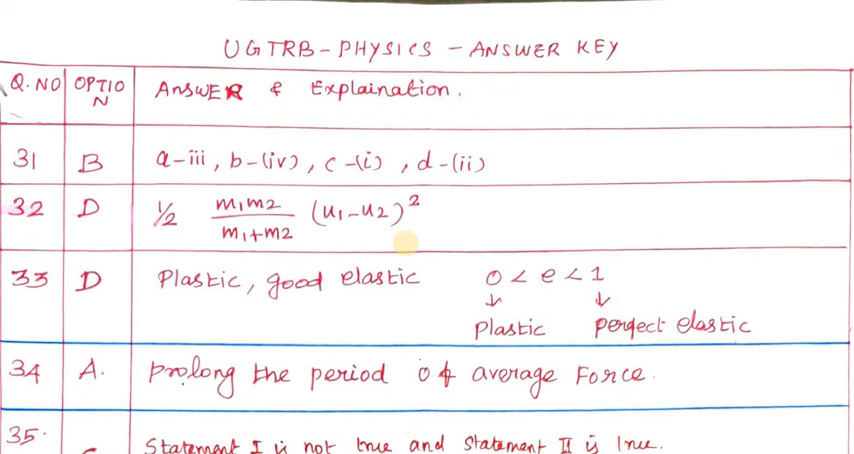 UGTRB-PHYSICS - ANSWER KEY
Q.NO OPTIO N ANSWER & Explaination.
31 B a-iii, b-(iv), c-(i), d-(ii)
32 D 1/2 m1m2/m1+m2 (u1-u2)²
33 D Plastic, good elastic 0 < e < 1
↓ ↓
Plastic perfect elastic
34 A. prolong the period of average Force.
35. Statement I is not true and statement II is true.